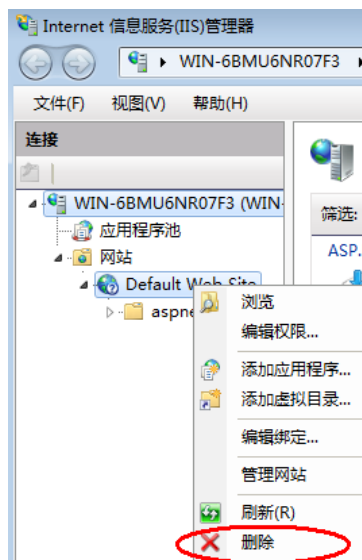 Internet 信息服务(IIS)管理器
WIN-6BMU6NR07F3
文件(F) 视图(V) 帮助(H)
连接
WIN-6BMU6NR07F3 (WIN-
筛选:
应用程序池
网站
ASP.
Default Web Site
浏览
aspne
编辑权限...
添加应用程序...
添加虚拟目录...
编辑绑定...
管理网站
刷新(R)
删除